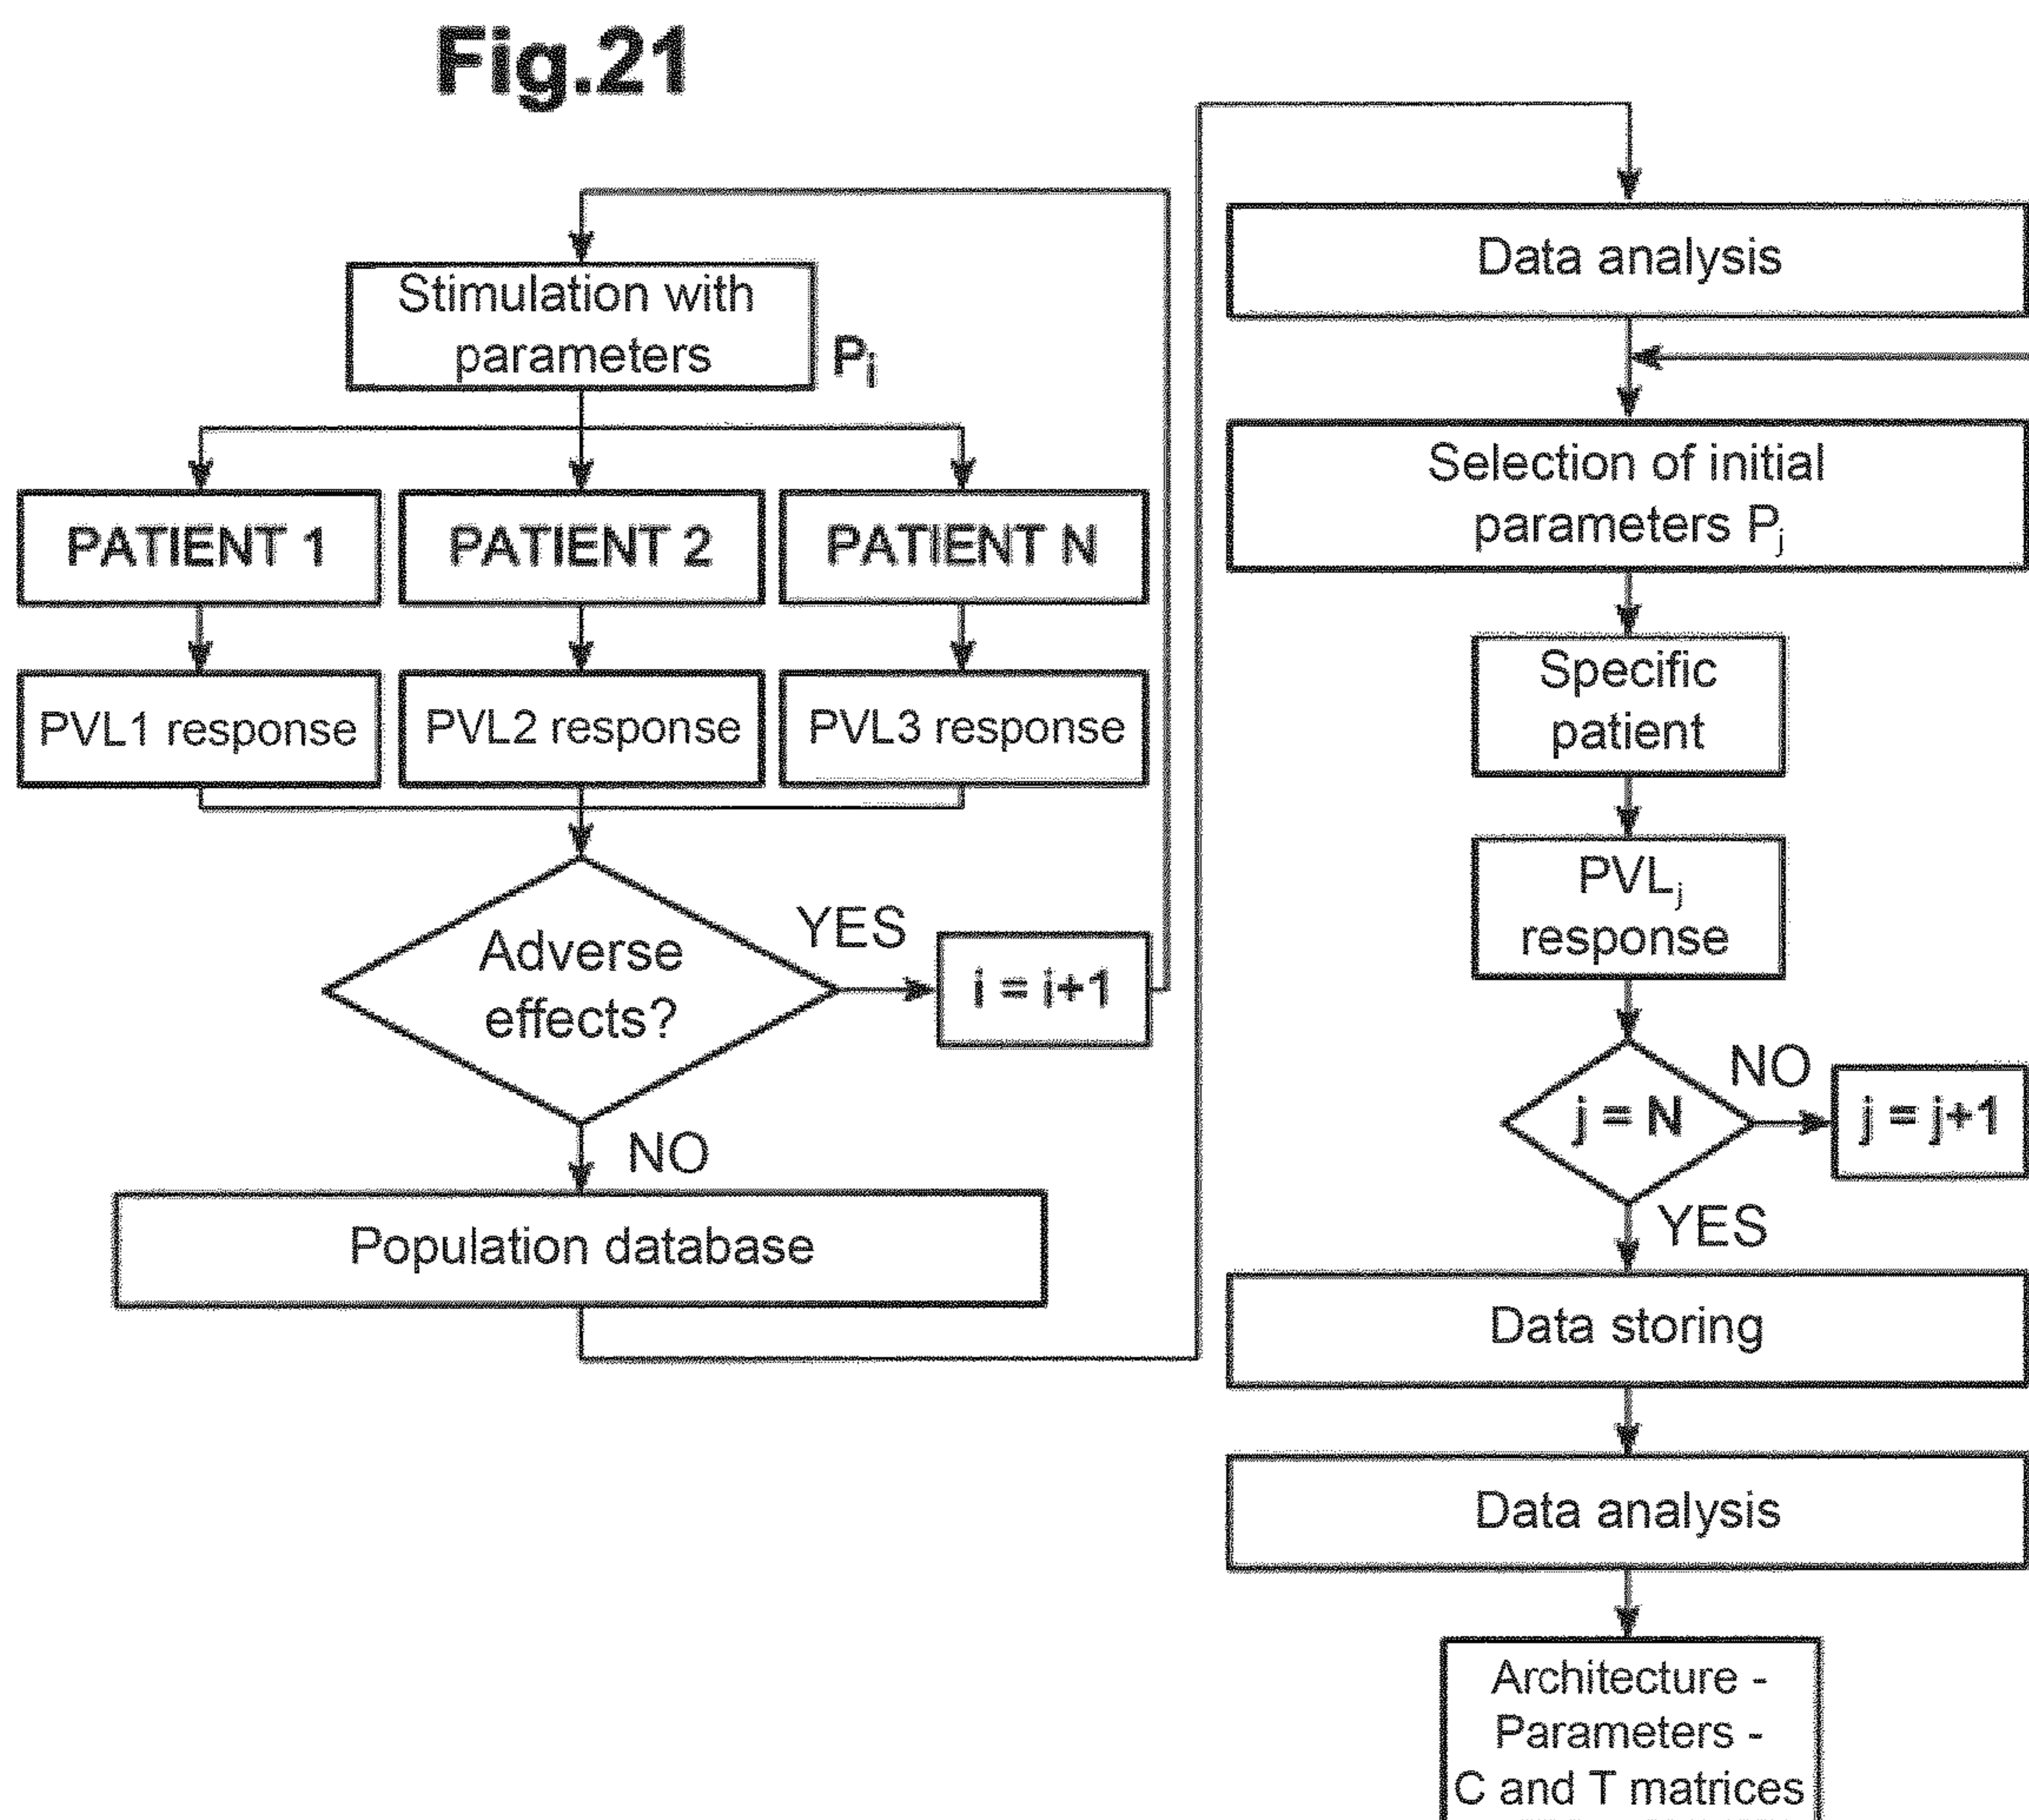 Fig.21
Stimulation with
parameters
Pi
PATIENT 1
PATIENT 2
PATIENT N
PVL1 response
PVL2 response
PVL3 response
Adverse
effects?
YES
i = i+1
NO
Population database
Data analysis
Selection of initial
parameters Pj
Specific
patient
PVLj
response
j = N
NO
j = j+1
YES
Data storing
Data analysis
Architecture -
Parameters -
C and T matrices